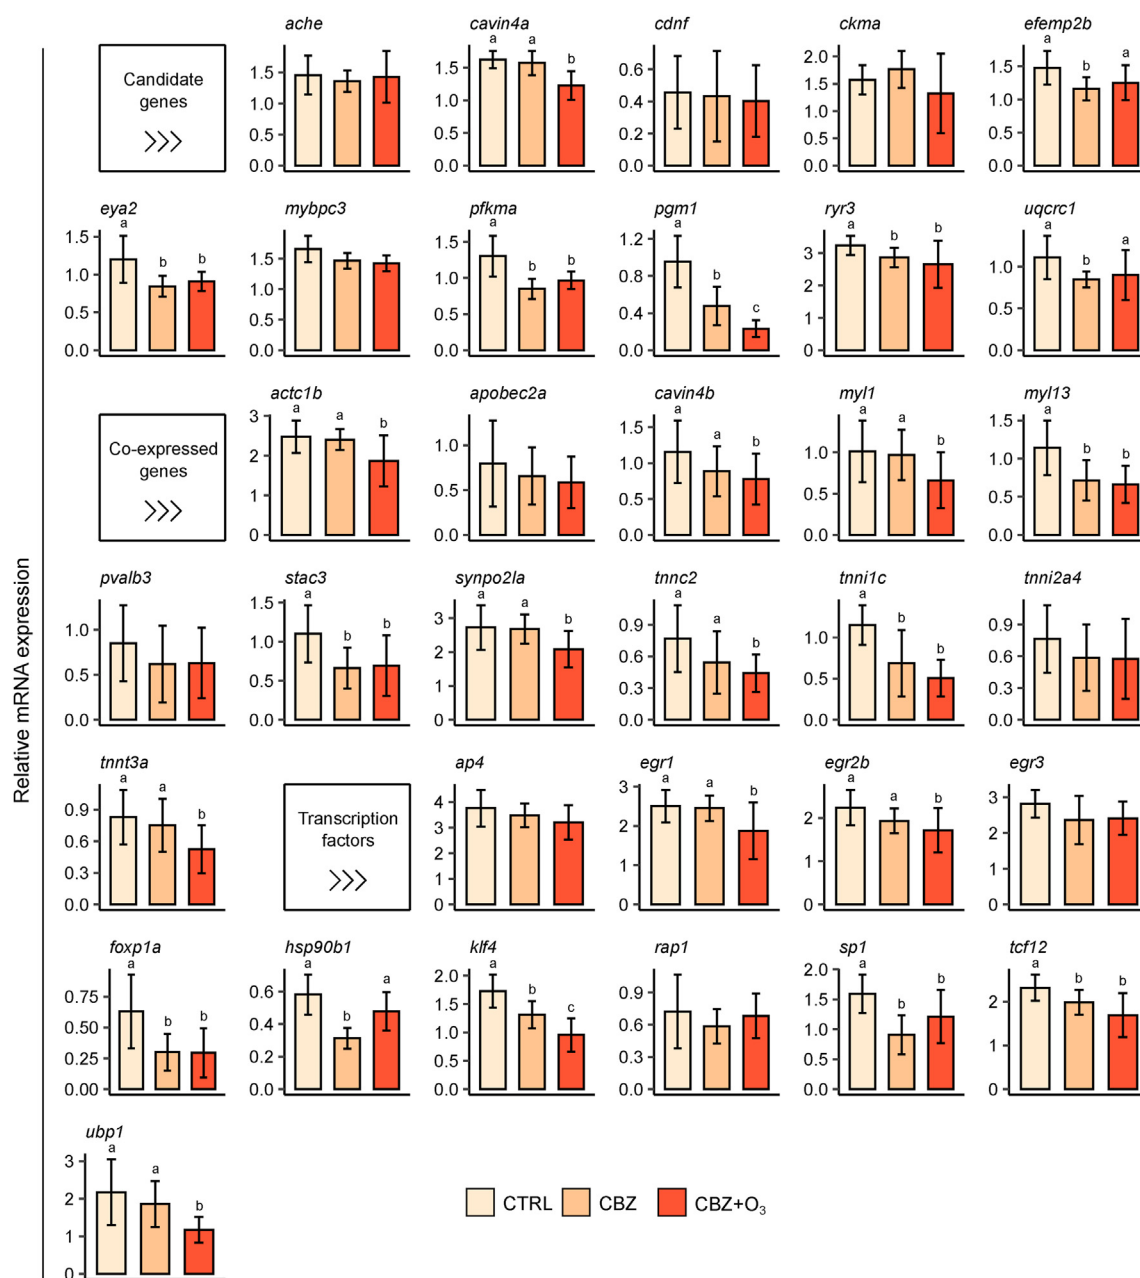 Relative mRNA expression
Candidate
genes
ache
1.5
1.0
0.5
0.0
cavin4a
a a b
1.5
1.0
0.5
0.0
cdnf
0.6
0.4
0.2
0.0
ckma
2.0
1.5
1.0
0.5
0.0
efemp2b
a b a
1.5
1.0
0.5
0.0
eya2
a b b
1.5
1.0
0.5
0.0
mybpc3
1.5
1.0
0.5
0.0
pfkma
a b b
1.5
1.0
0.5
0.0
pgm1
a b c
1.2
0.8
0.4
0.0
ryr3
a b b
3
2
1
0
uqcrc1
a b a
1.0
0.5
0.0
Co-expressed
genes
actc1b
a a b
3
2
1
0
apobec2a
1.0
0.5
0.0
cavin4b
a a b
1.5
1.0
0.5
0.0
myl1
a a b
1.0
0.5
0.0
myl13
a b b
1.5
1.0
0.5
0.0
pvalb3
1.0
0.5
0.0
stac3
a b b
1.5
1.0
0.5
0.0
synpo2la
a a b
3
2
1
0
tnnc2
a a b
0.9
0.6
0.3
0.0
tnni1c
a b b
1.0
0.5
0.0
tnni2a4
0.9
0.6
0.3
0.0
tnnt3a
a a b
0.9
0.6
0.3
0.0
Transcription
factors
ap4
4
3
2
1
0
egr1
a a b
3
2
1
0
egr2b
a a b
2
1
0
egr3
3
2
1
0
foxp1a
a b b
0.75
0.50
0.25
0.00
hsp90b1
a b a
0.6
0.4
0.2
0.0
klf4
a b c
2.0
1.5
1.0
0.5
0.0
rap1
0.9
0.6
0.3
0.0
sp1
a b b
2.0
1.5
1.0
0.5
0.0
tcf12
a b b
2
1
0
ubp1
a a b
3
2
1
0
CTRL CBZ CBZ+O₃